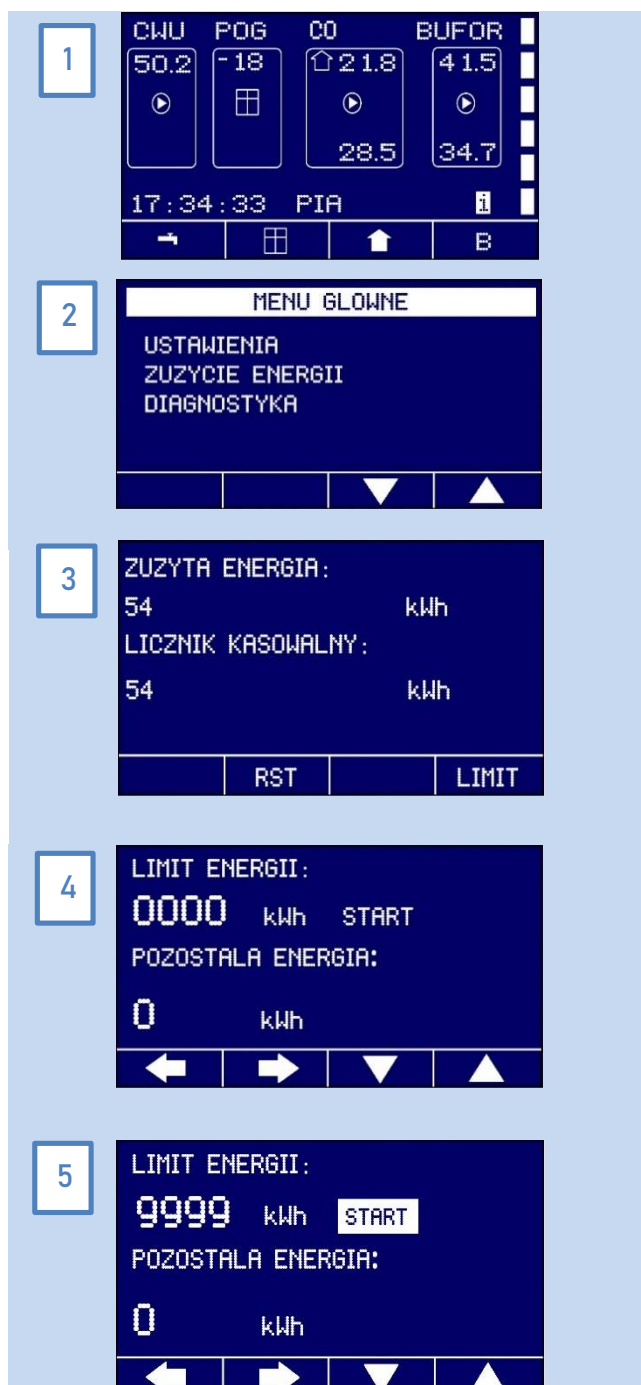 1
CWU POG CO BUFOR
50.2 -18 21.8 41.5
28.5 34.7
17:34:33 PIA i
B
2
MENU GLOWNE
USTAWIENIA
ZUZYCIE ENERGII
DIAGNOSTYKA
3
ZUZYTA ENERGIA:
54 kWh
LICZNIK KASOWALNY:
54 kWh
RST LIMIT
4
LIMIT ENERGII:
0000 kWh START
POZOSTALA ENERGIA:
0 kWh
5
LIMIT ENERGII:
9999 kWh START
POZOSTALA ENERGIA:
0 kWh